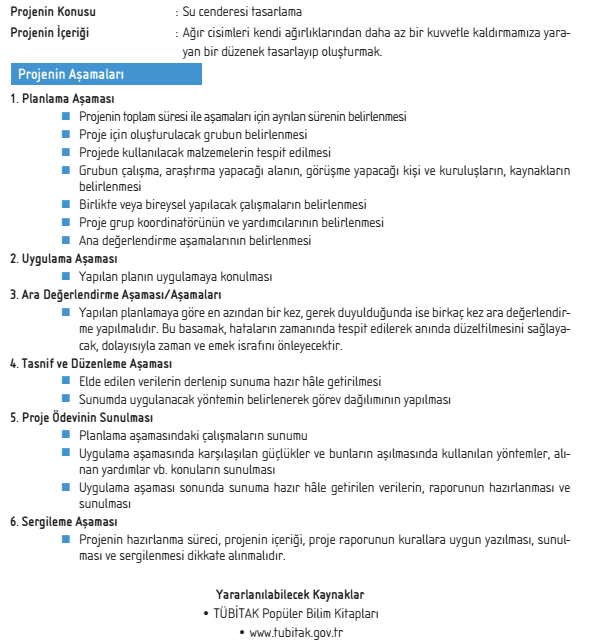 Projenin Konusu : Su cenderesi tasarlama
Projenin İçeriği : Ağır cisimleri kendi ağırlıklarından daha az bir kuvvetle kaldırmamıza yara-
yan bir düzenek tasarlayıp oluşturmak.
Projenin Aşamaları
1. Planlama Aşaması
■ Projenin toplam süresi ile aşamaları için ayrılan sürenin belirlenmesi
■ Proje için oluşturulacak grubun belirlenmesi
■ Projede kullanılacak malzemelerin tespit edilmesi
■ Grubun çalışma, araştırma yapacağı alanın, görüşme yapacağı kişi ve kuruluşların, kaynakların
belirlenmesi
■ Birlikte veya bireysel yapılacak çalışmaların belirlenmesi
■ Proje grup koordinatörünün ve yardımcılarının belirlenmesi
■ Ana değerlendirme aşamalarının belirlenmesi
2. Uygulama Aşaması
■ Yapılan planın uygulamaya konulması
3. Ara Değerlendirme Aşaması/Aşamaları
■ Yapılan planlamaya göre en azından bir kez, gerek duyulduğunda ise birkaç kez ara değerlendir-
me yapılmalıdır. Bu basamak, hataların zamanında tespit edilerek anında düzeltilmesini sağlaya-
cak, dolayısıyla zaman ve emek israfını önleyecektir.
4. Tasnif ve Düzenleme Aşaması
■ Elde edilen verilerin derlenip sunuma hazır hâle getirilmesi
■ Sunumda uygulanacak yöntemin belirlenerek görev dağılımının yapılması
5. Proje Ödevinin Sunulması
■ Planlama aşamasındaki çalışmaların sunumu
■ Uygulama aşamasında karşılaşılan güçlükler ve bunların aşılmasında kullanılan yöntemler, alı-
nan yardımlar vb. konuların sunulması
■ Uygulama aşaması sonunda sunuma hazır hâle getirilen verilerin, raporunun hazırlanması ve
sunulması
6. Sergileme Aşaması
■ Projenin hazırlanma süreci, projenin içeriği, proje raporunun kurallara uygun yazılması, sunul-
ması ve sergilenmesi dikkate alınmalıdır.
Yararlanılabilecek Kaynaklar
• TÜBİTAK Popüler Bilim Kitapları
• www.tubitak.gov.tr